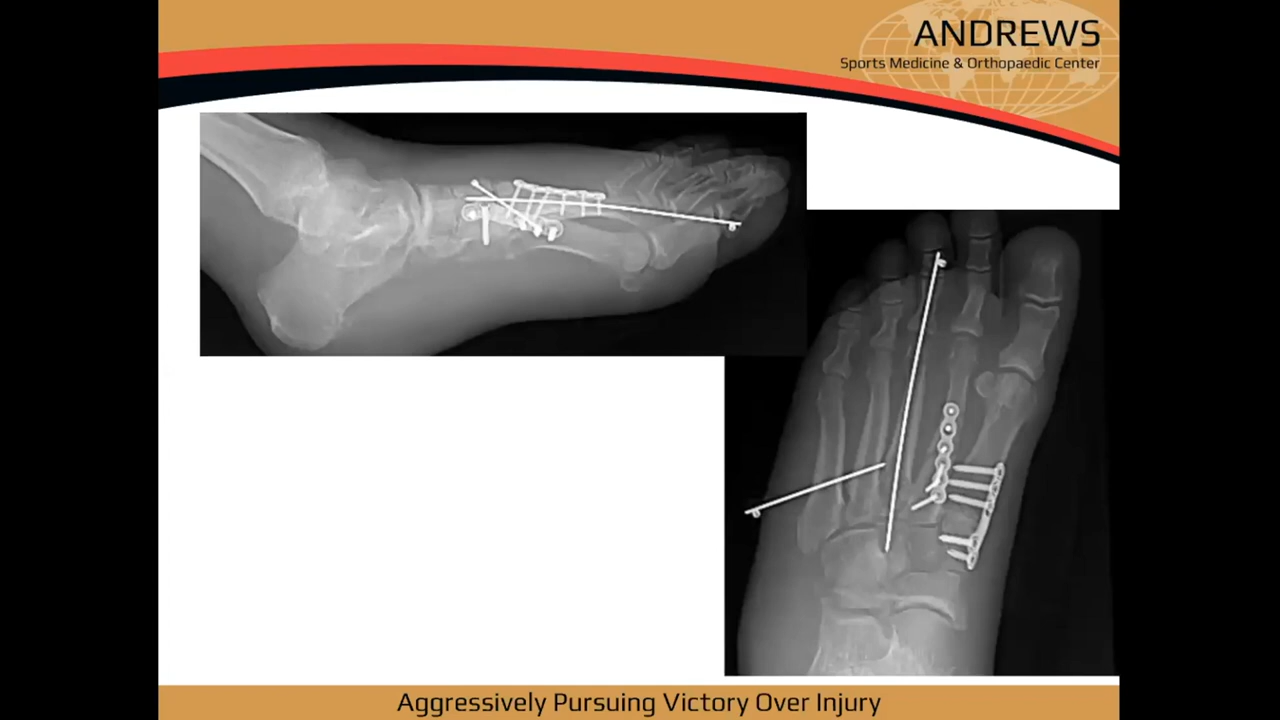 ANDREWS
Sports Medicine & Orthopaedic Center
Aggressively Pursuing Victory Over Injury